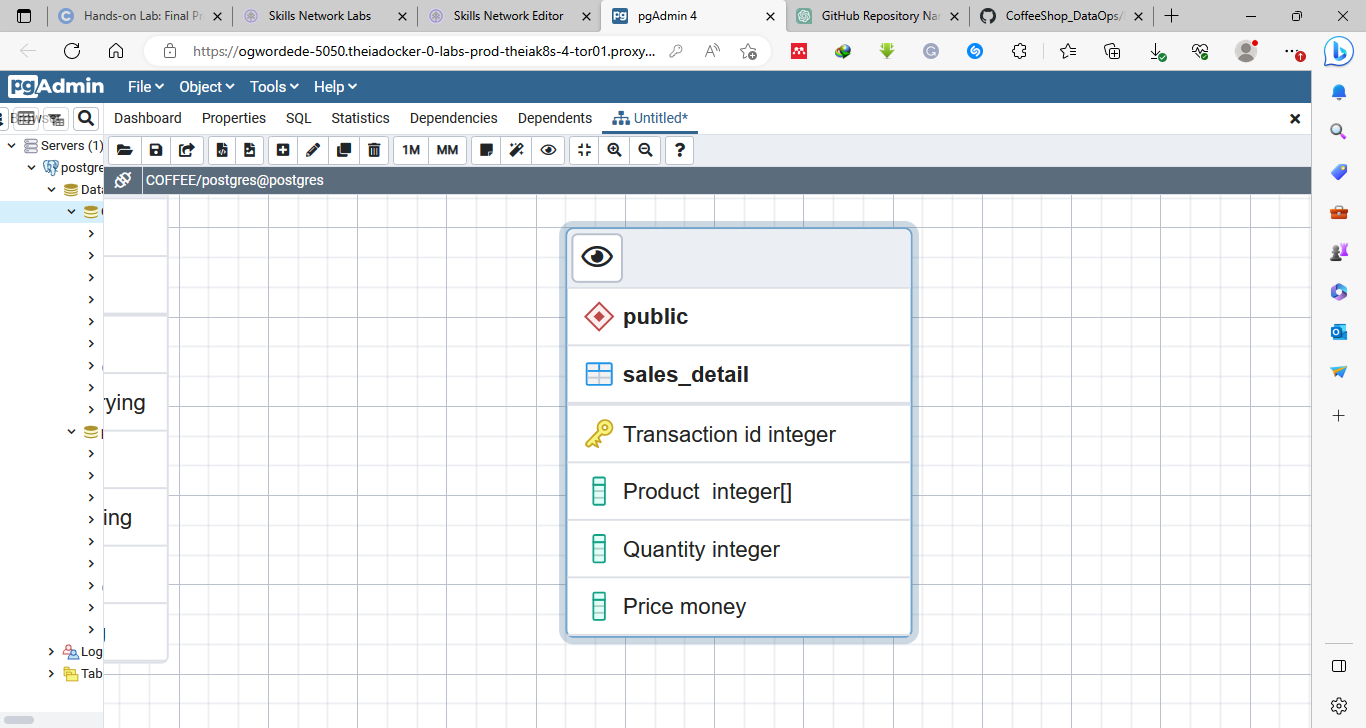 Hands-on Lab: Final Pr
Skills Network Labs
Skills Network Editor
pgAdmin 4
GitHub Repository Na
CoffeeShop_DataOps/
https://ogwordede-5050.theiadocker-0-labs-prod-theiak8s-4-tor01.proxy...
pgAdmin
File
Object
Tools
Help
Dashboard
Properties
SQL
Statistics
Dependencies
Dependents
Untitled*
1M
MM
?
COFFEE/postgres@postgres
Servers (1)
postgre
Data
Log
Tab
rying
ing
public
sales_detail
Transaction id integer
Product integer[]
Quantity integer
Price money